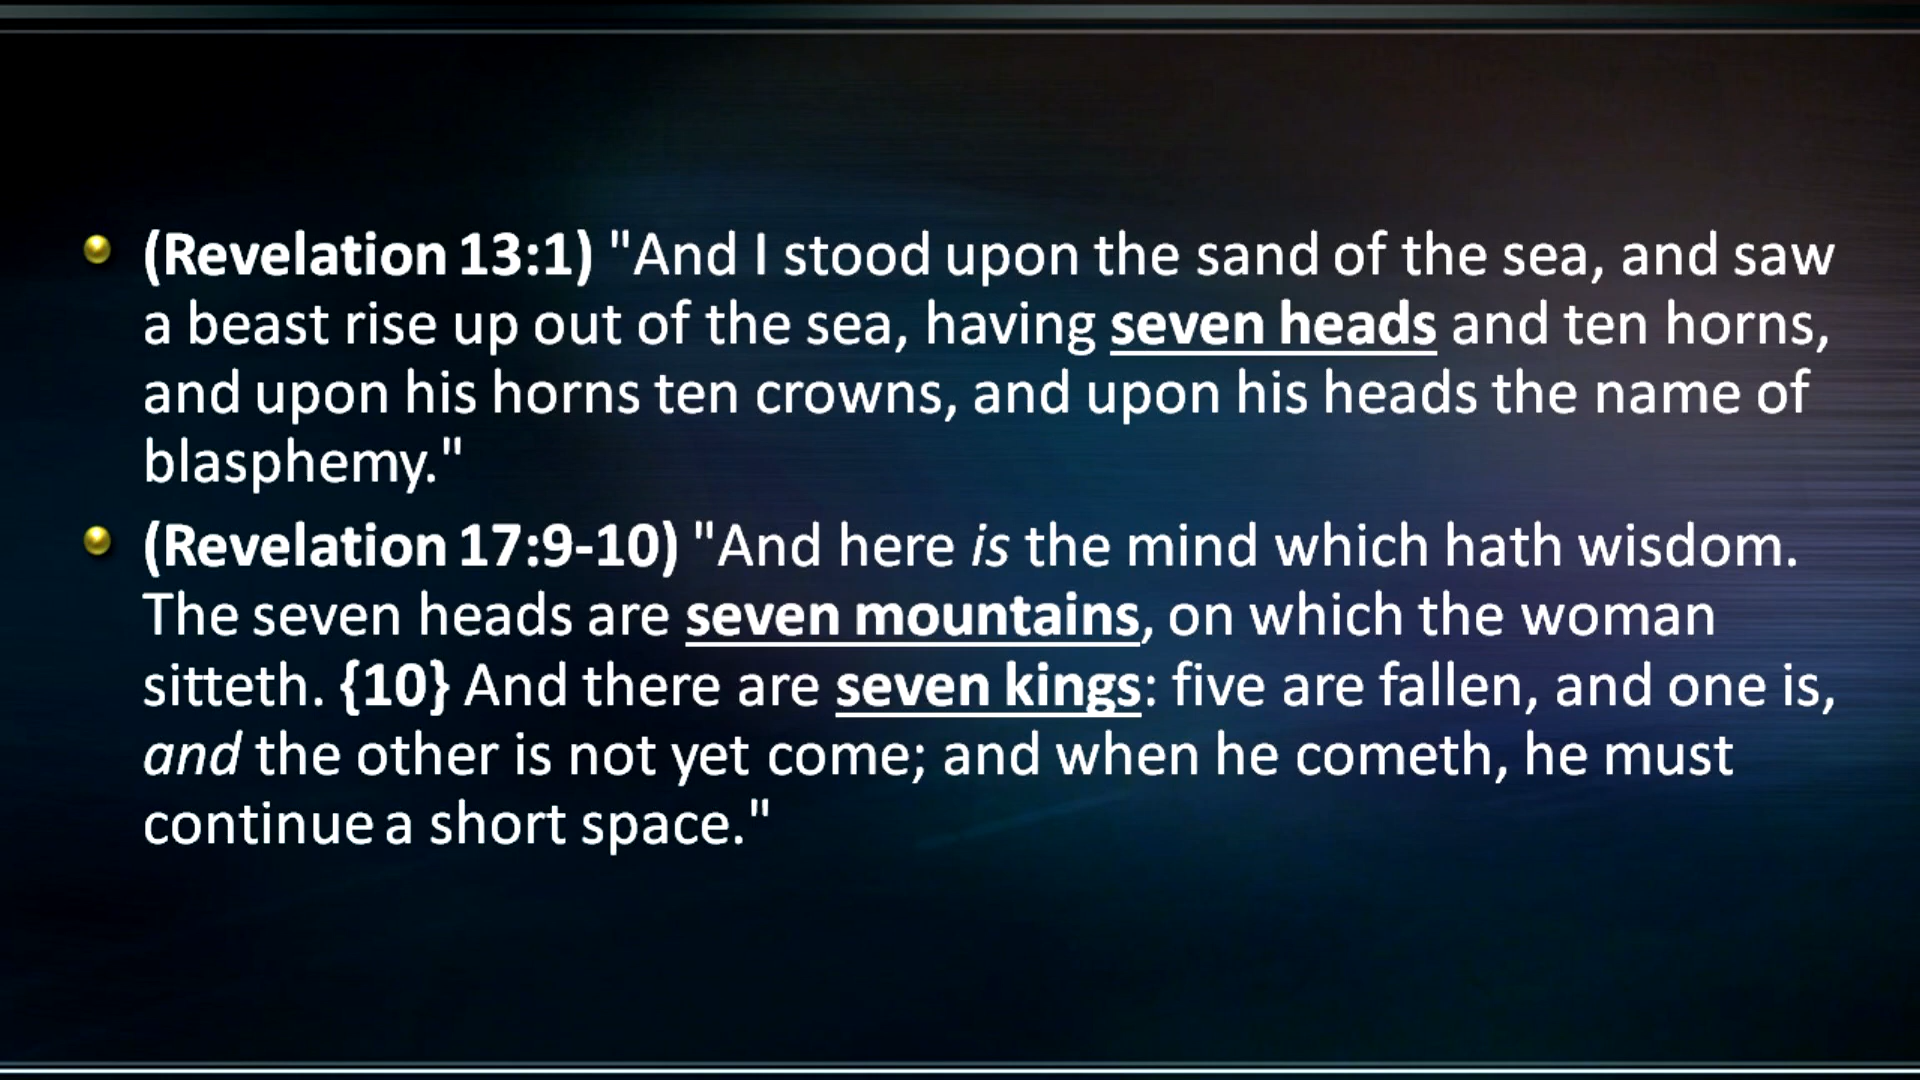 (Revelation 13:1) "And I stood upon the sand of the sea, and saw
a beast rise up out of the sea, having seven heads and ten horns,
and upon his horns ten crowns, and upon his heads the name of
blasphemy."
(Revelation 17:9-10) "And here is the mind which hath wisdom.
The seven heads are seven mountains, on which the woman
sitteth. {10} And there are seven kings: five are fallen, and one is,
and the other is not yet come; and when he cometh, he must
continue a short space."